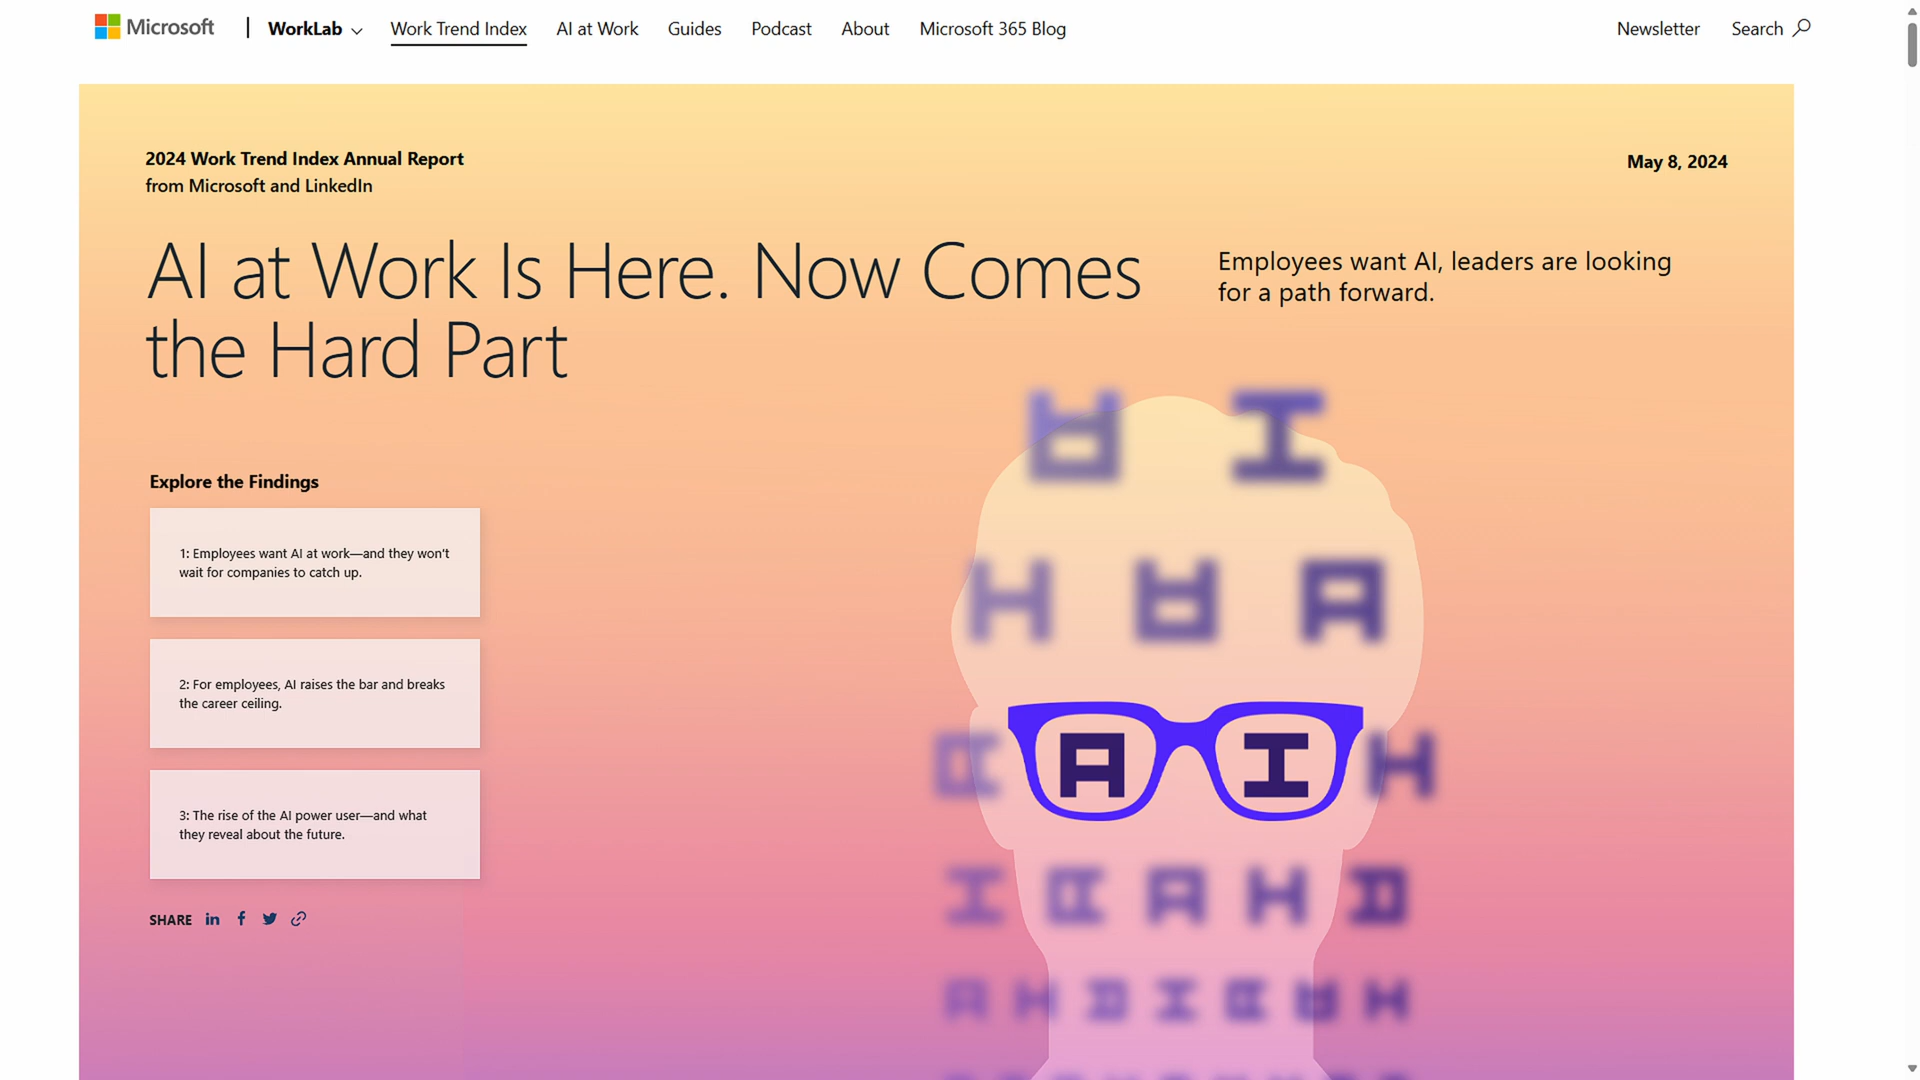 Microsoft
WorkLab
Work Trend Index
AI at Work
Guides
Podcast
About
Microsoft 365 Blog
Newsletter
Search
2024 Work Trend Index Annual Report
from Microsoft and LinkedIn
May 8, 2024
AI at Work Is Here. Now Comes
the Hard Part
Employees want AI, leaders are looking
for a path forward.
Explore the Findings
1: Employees want AI at work—and they won't
wait for companies to catch up.
2: For employees, AI raises the bar and breaks
the career ceiling.
3: The rise of the AI power user—and what
they reveal about the future.
SHARE
A I